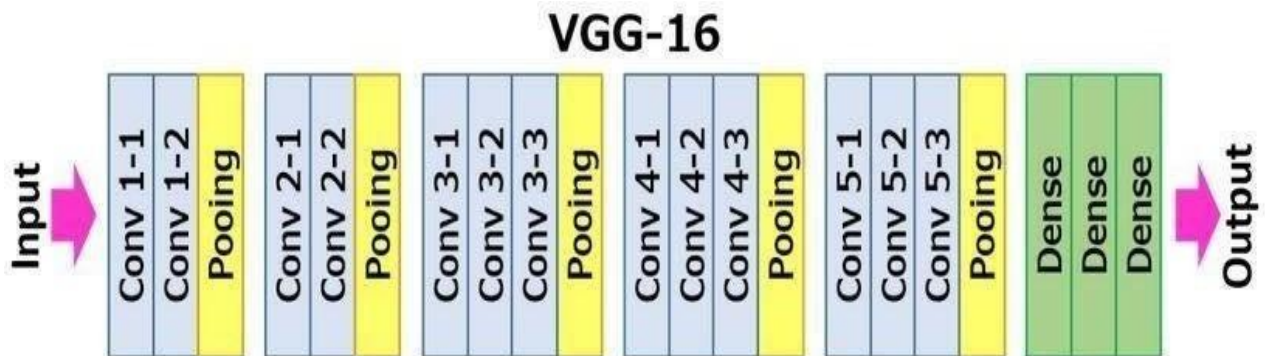 VGG-16
Input
Conv 1-1
Conv 1-2
Pooing
Conv 2-1
Conv 2-2
Pooing
Conv 3-1
Conv 3-2
Conv 3-3
Pooing
Conv 4-1
Conv 4-2
Conv 4-3
Pooing
Conv 5-1
Conv 5-2
Conv 5-3
Pooing
Dense
Dense
Dense
Output